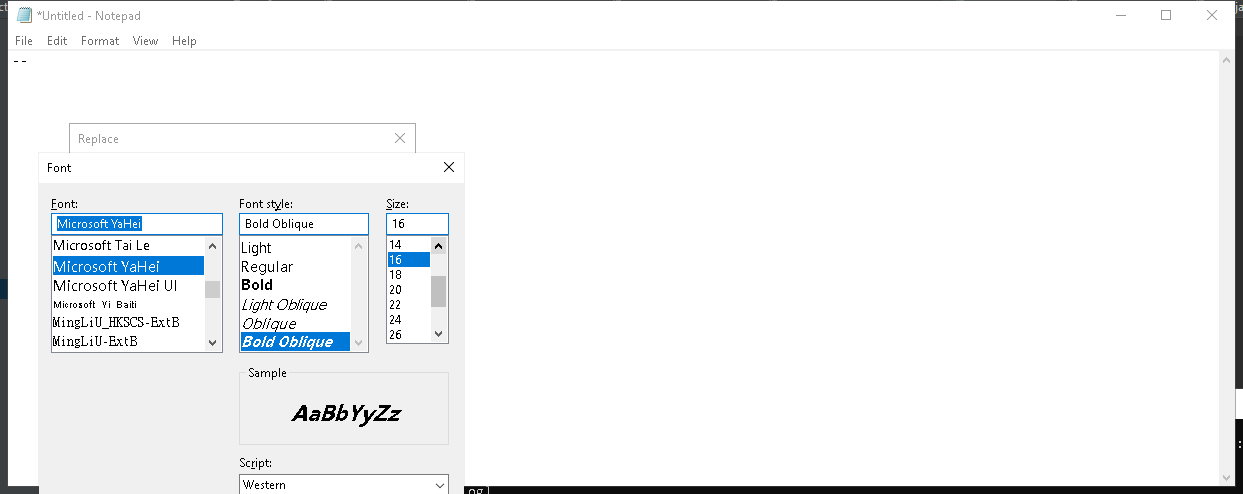 *Untitled - Notepad
File Edit Format View Help
--
Replace
Font
Font: Font style: Size:
Microsoft YaHei Bold Oblique 16
Microsoft Tai Le
Microsoft YaHei
Microsoft YaHei UI
Microsoft Yi Baiti
MingLiU_HKSCS-ExtB
MingLiU-ExtB
Light
Regular
Bold
Light Oblique
Oblique
Bold Oblique
14
16
18
20
22
24
26
Sample
AaBbYyZz
Script:
Western